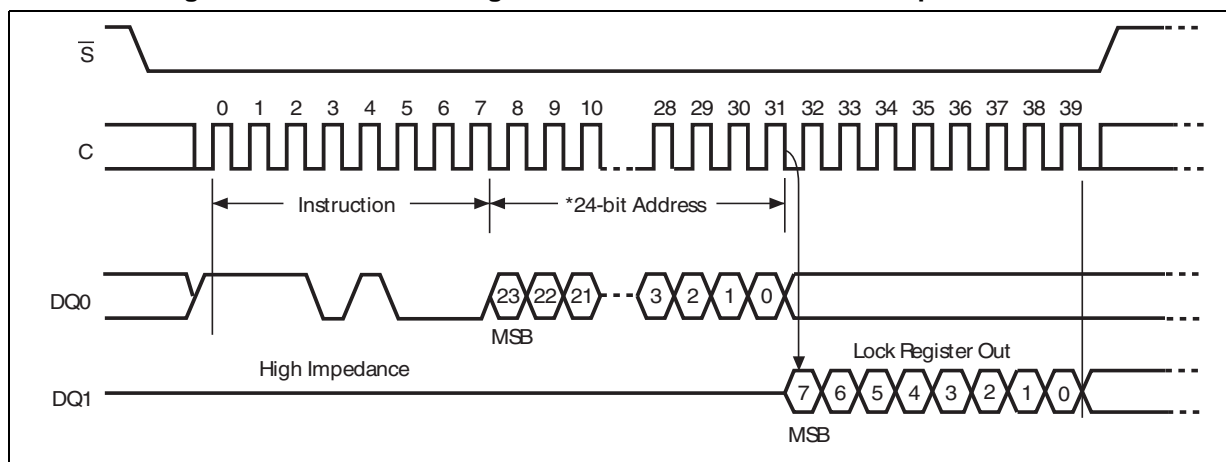 S
0 1 2 3 4 5 6 7 8 9 10 28 29 30 31 32 33 34 35 36 37 38 39
C
Instruction *24-bit Address
DQ0 23 22 21 3 2 1 0
MSB
Lock Register Out
High Impedance
DQ1 7 6 5 4 3 2 1 0
MSB